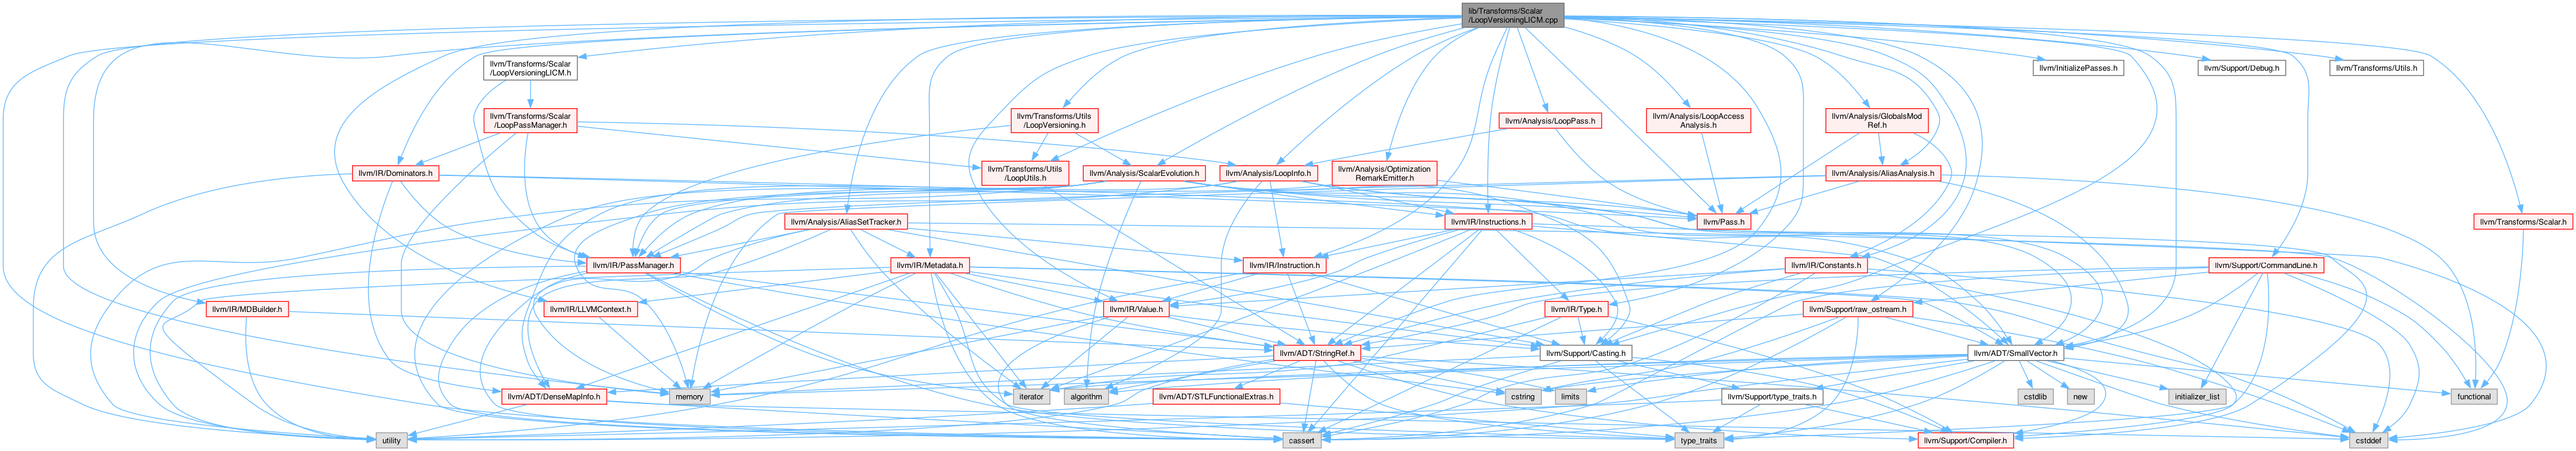 lib/Transforms/Scalar
/LoopVersioningLICM.cpp
llvm/Transforms/Scalar
/LoopVersioningLICM.h
llvm/InitializePasses.h
llvm/Support/Debug.h
llvm/Transforms/Utils.h
llvm/Transforms/Scalar
/LoopPassManager.h
llvm/Transforms/Utils
/LoopVersioning.h
llvm/Analysis/LoopPass.h
llvm/Analysis/LoopAccess
Analysis.h
llvm/Analysis/GlobalsMod
Ref.h
llvm/IR/Dominators.h
llvm/Transforms/Utils
/LoopUtils.h
llvm/Analysis/ScalarEvolution.h
llvm/Analysis/LoopInfo.h
llvm/Analysis/Optimization
RemarkEmitter.h
llvm/Analysis/AliasAnalysis.h
llvm/Analysis/AliasSetTracker.h
llvm/IR/Instructions.h
llvm/Pass.h
llvm/Transforms/Scalar.h
llvm/IR/PassManager.h
llvm/IR/Metadata.h
llvm/IR/Instruction.h
llvm/IR/Constants.h
llvm/Support/CommandLine.h
llvm/IR/MDBuilder.h
llvm/IR/LLVMContext.h
llvm/IR/Value.h
llvm/IR/Type.h
llvm/Support/raw_ostream.h
llvm/ADT/StringRef.h
llvm/Support/Casting.h
llvm/ADT/SmallVector.h
llvm/ADT/DenseMapInfo.h
memory
iterator
algorithm
llvm/ADT/STLFunctionalExtras.h
cstring
limits
llvm/Support/type_traits.h
cstdlib
new
initializer_list
functional
utility
cassert
type_traits
llvm/Support/Compiler.h
cstddef